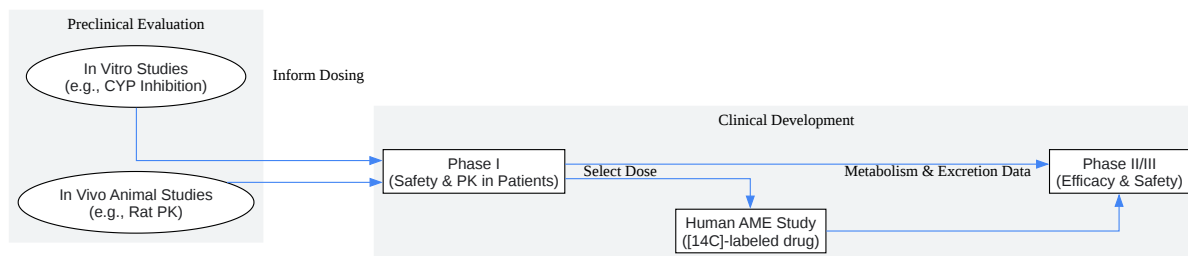 Preclinical Evaluation
In Vitro Studies
(e.g., CYP Inhibition)
Inform Dosing
In Vivo Animal Studies
(e.g., Rat PK)
Clinical Development
Phase I
(Safety & PK in Patients)
Select Dose
Metabolism & Excretion Data
Phase II/III
(Efficacy & Safety)
Human AME Study
([14C]-labeled drug)